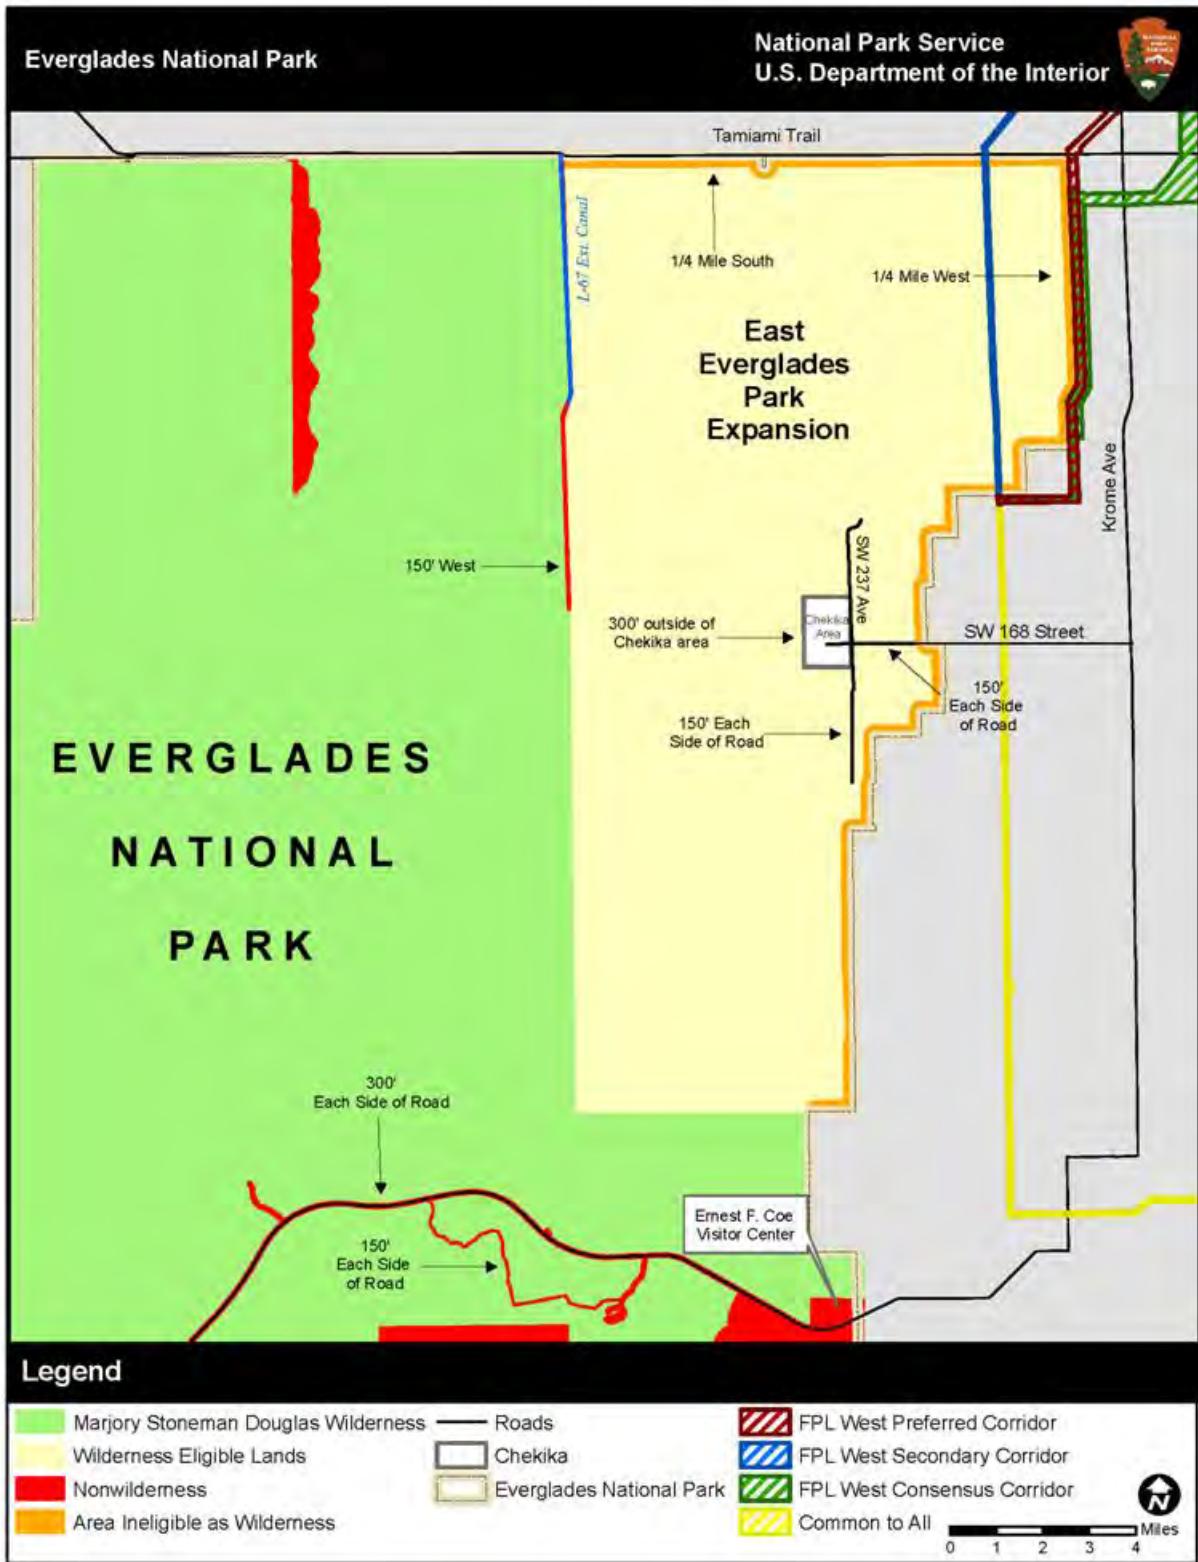 Everglades National Park
National Park Service
U.S. Department of the Interior
Tamiami Trail
L-67 Ext. Canal
1/4 Mile South
1/4 Mile West
East
Everglades
Park
Expansion
Krome Ave
150' West
SW 237 Ave
300' outside of
Chekika area
Chekika
Area
SW 168 Street
150'
Each Side
of Road
150' Each
Side of Road
EVERGLADES
NATIONAL
PARK
300'
Each Side of Road
Ernest F. Coe
Visitor Center
150'
Each Side
of Road
Legend
Marjory Stoneman Douglas Wilderness
Wilderness Eligible Lands
Nonwilderness
Area Ineligible as Wilderness
Roads
Chekika
Everglades National Park
FPL West Preferred Corridor
FPL West Secondary Corridor
FPL West Consensus Corridor
Common to All
N
Miles
0 1 2 3 4